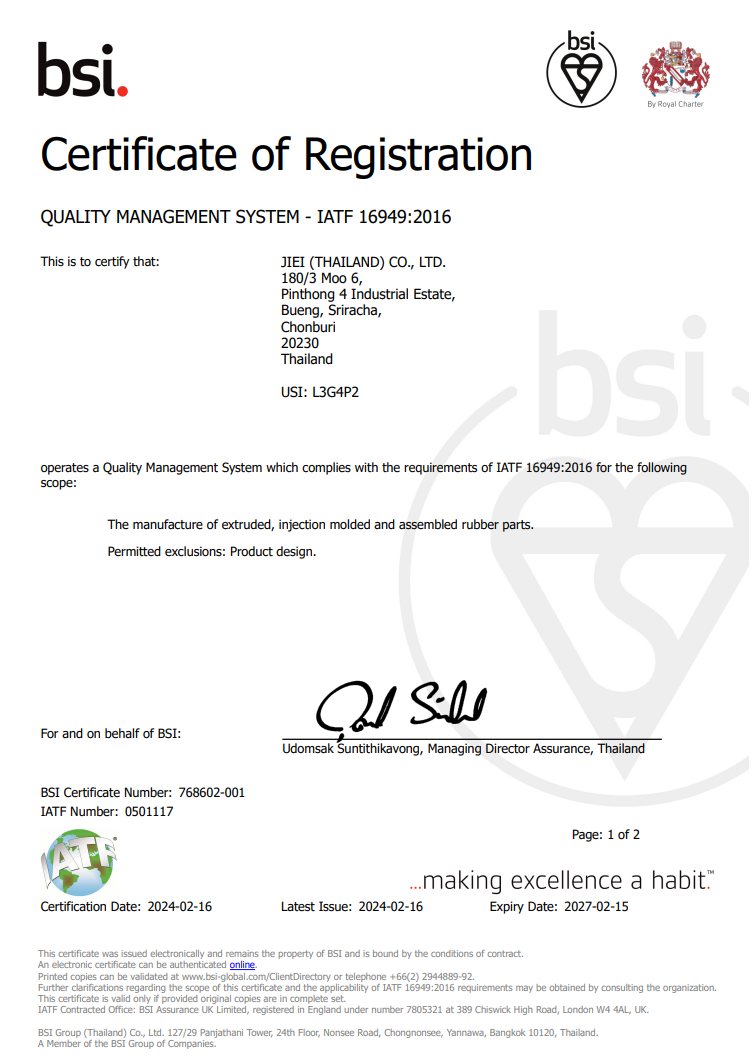 bsi.
bsi
By Royal Charter
Certificate of Registration
QUALITY MANAGEMENT SYSTEM - IATF 16949:2016
This is to certify that:
JIEI (THAILAND) CO., LTD.
180/3 Moo 6,
Pinthong 4 Industrial Estate,
Bueng, Sriracha,
Chonburi
20230
Thailand
USI: L3G4P2
bsi
operates a Quality Management System which complies with the requirements of IATF 16949:2016 for the following
scope:
The manufacture of extruded, injection molded and assembled rubber parts.
Permitted exclusions: Product design.
For and on behalf of BSI:
Udomsak Suntithikavong, Managing Director Assurance, Thailand
BSI Certificate Number: 768602-001
IATF Number: 0501117
Page: 1 of 2
IATF®
...making excellence a habit.™
Certification Date: 2024-02-16
Latest Issue: 2024-02-16
Expiry Date: 2027-02-15
This certificate was issued electronically and remains the property of BSI and is bound by the conditions of contract.
An electronic certificate can be authenticated online.
Printed copies can be validated at www.bsi-global.com/ClientDirectory or telephone +66(2) 2944889-92.
Further clarifications regarding the scope of this certificate and the applicability of IATF 16949:2016 requirements may be obtained by consulting the organization.
This certificate is valid only if provided original copies are in complete set.
IATF Contracted Office: BSI Assurance UK Limited, registered in England under number 7805321 at 389 Chiswick High Road, London W4 4AL, UK.
BSI Group (Thailand) Co., Ltd. 127/29 Panjathani Tower, 24th Floor, Nonsee Road, Chongnonsee, Yannawa, Bangkok 10120, Thailand.
A Member of the BSI Group of Companies.